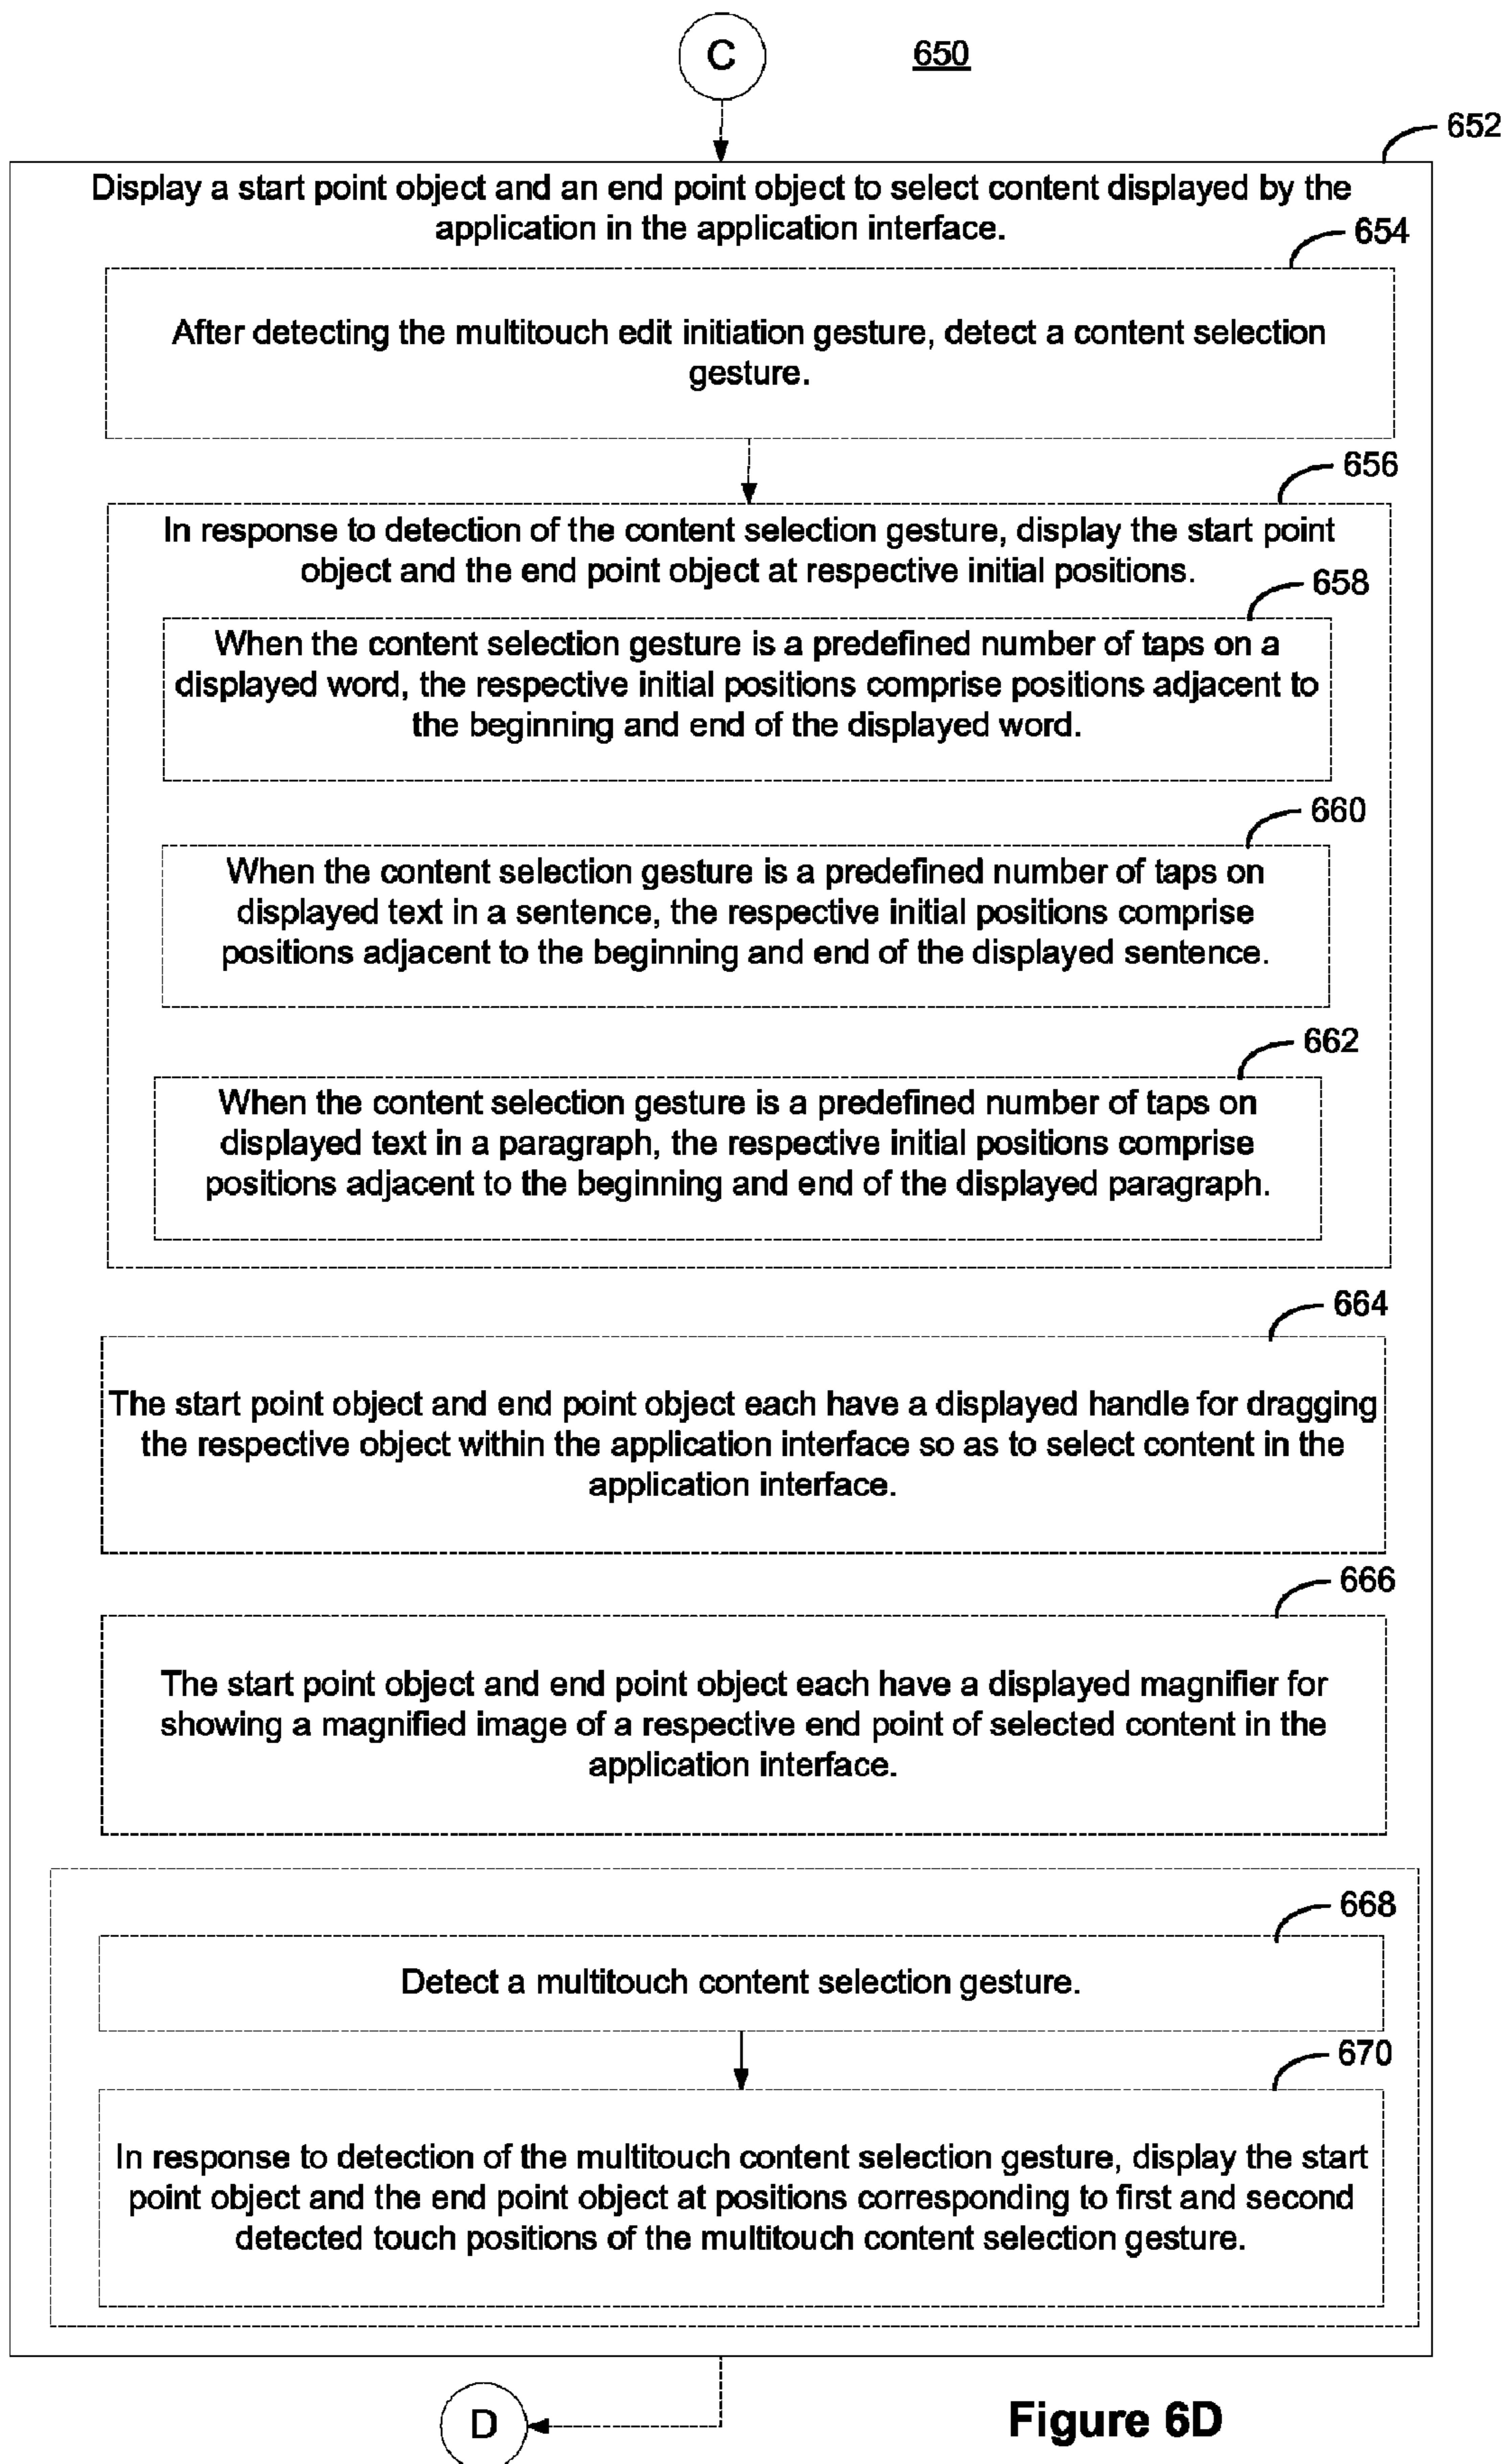 C
650
652
Display a start point object and an end point object to select content displayed by the
application in the application interface.
654
After detecting the multitouch edit initiation gesture, detect a content selection
gesture.
656
In response to detection of the content selection gesture, display the start point
object and the end point object at respective initial positions.
658
When the content selection gesture is a predefined number of taps on a
displayed word, the respective initial positions comprise positions adjacent to
the beginning and end of the displayed word.
660
When the content selection gesture is a predefined number of taps on
displayed text in a sentence, the respective initial positions comprise
positions adjacent to the beginning and end of the displayed sentence.
662
When the content selection gesture is a predefined number of taps on
displayed text in a paragraph, the respective initial positions comprise
positions adjacent to the beginning and end of the displayed paragraph.
664
The start point object and end point object each have a displayed handle for dragging
the respective object within the application interface so as to select content in the
application interface.
666
The start point object and end point object each have a displayed magnifier for
showing a magnified image of a respective end point of selected content in the
application interface.
668
Detect a multitouch content selection gesture.
670
In response to detection of the multitouch content selection gesture, display the start
point object and the end point object at positions corresponding to first and second
detected touch positions of the multitouch content selection gesture.
D
Figure 6D